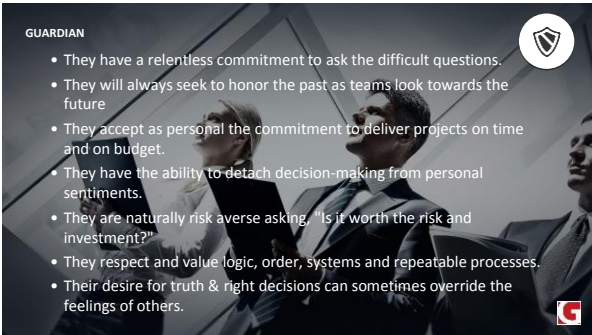 GUARDIAN
• They have a relentless commitment to ask the difficult questions.
• They will always seek to honor the past as teams look towards the
future
• They accept as personal the commitment to deliver projects on time
and on budget.
• They have the ability to detach decision-making from personal
sentiments.
• They are naturally risk averse asking, "Is it worth the risk and
investment?"
• They respect and value logic, order, systems and repeatable processes.
• Their desire for truth & right decisions can sometimes override the
feelings of others.
G